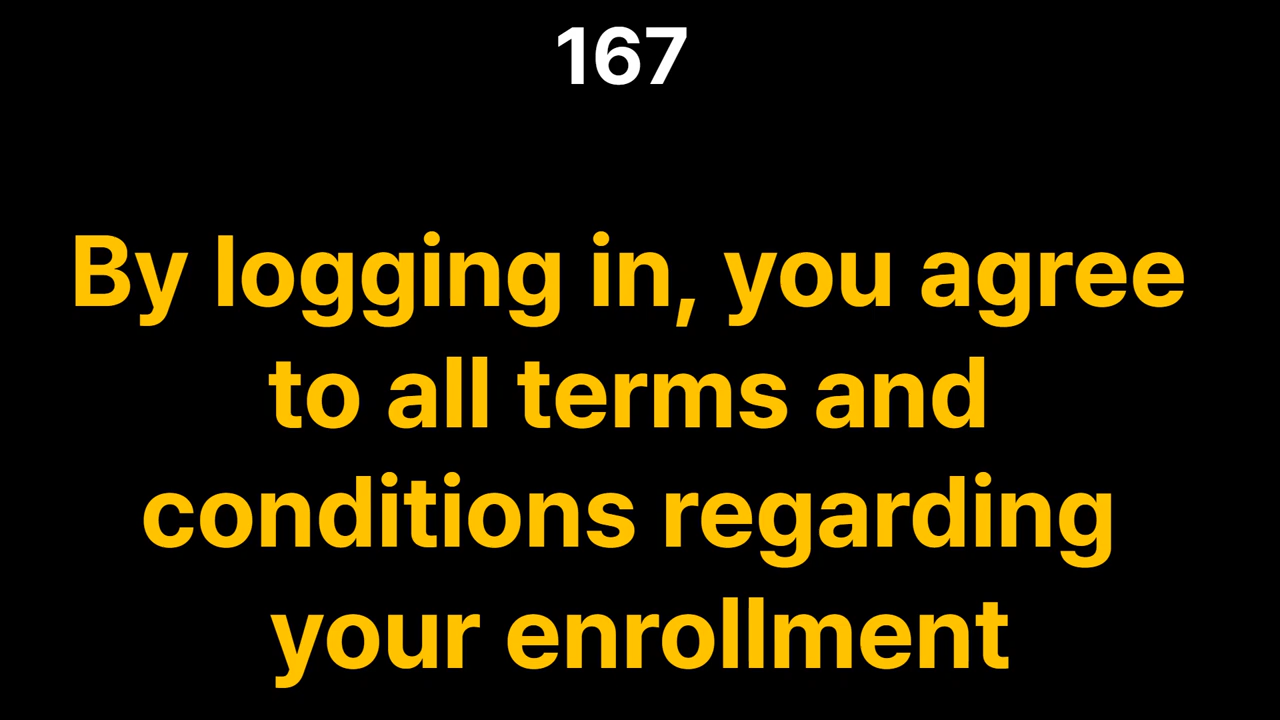 167
By logging in, you agree
to all terms and
conditions regarding
your enrollment